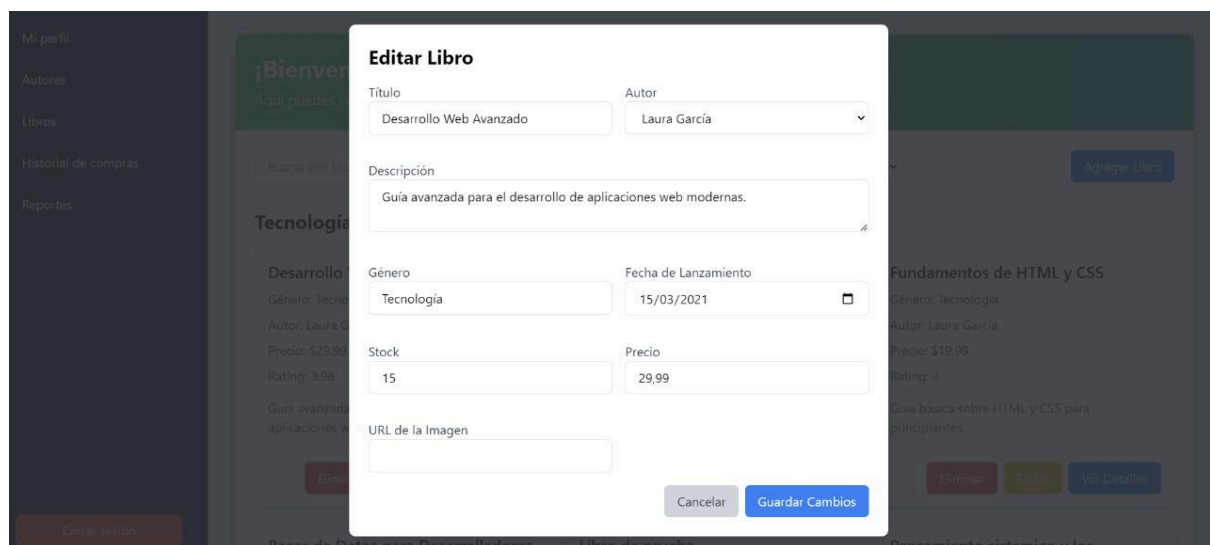 Mi perfil
Autores
Libros
Historial de compras
Reportes
Cerrar sesión
¡Bienven
Aquí puedes v
Buscar por
Agregar Libro
Tecnología
Desarrollo
Género: Tecno
Autor: Laura G
Precio: $29.99
Rating: 3.98
Guía avanzada
aplicaciones w
Elimin
Editar Libro
Título
Autor
Desarrollo Web Avanzado
Laura García
Descripción
Guía avanzada para el desarrollo de aplicaciones web modernas.
Género
Fecha de Lanzamiento
Tecnología
15/03/2021
Stock
Precio
15
29,99
URL de la Imagen
Cancelar
Guardar Cambios
Fundamentos de HTML y CSS
Género: Tecnología
Autor: Laura García
Precio: $19.99
Rating: 4
Guía básica sobre HTML y CSS para
principiantes.
Eliminar
Editar
Ver Detalles